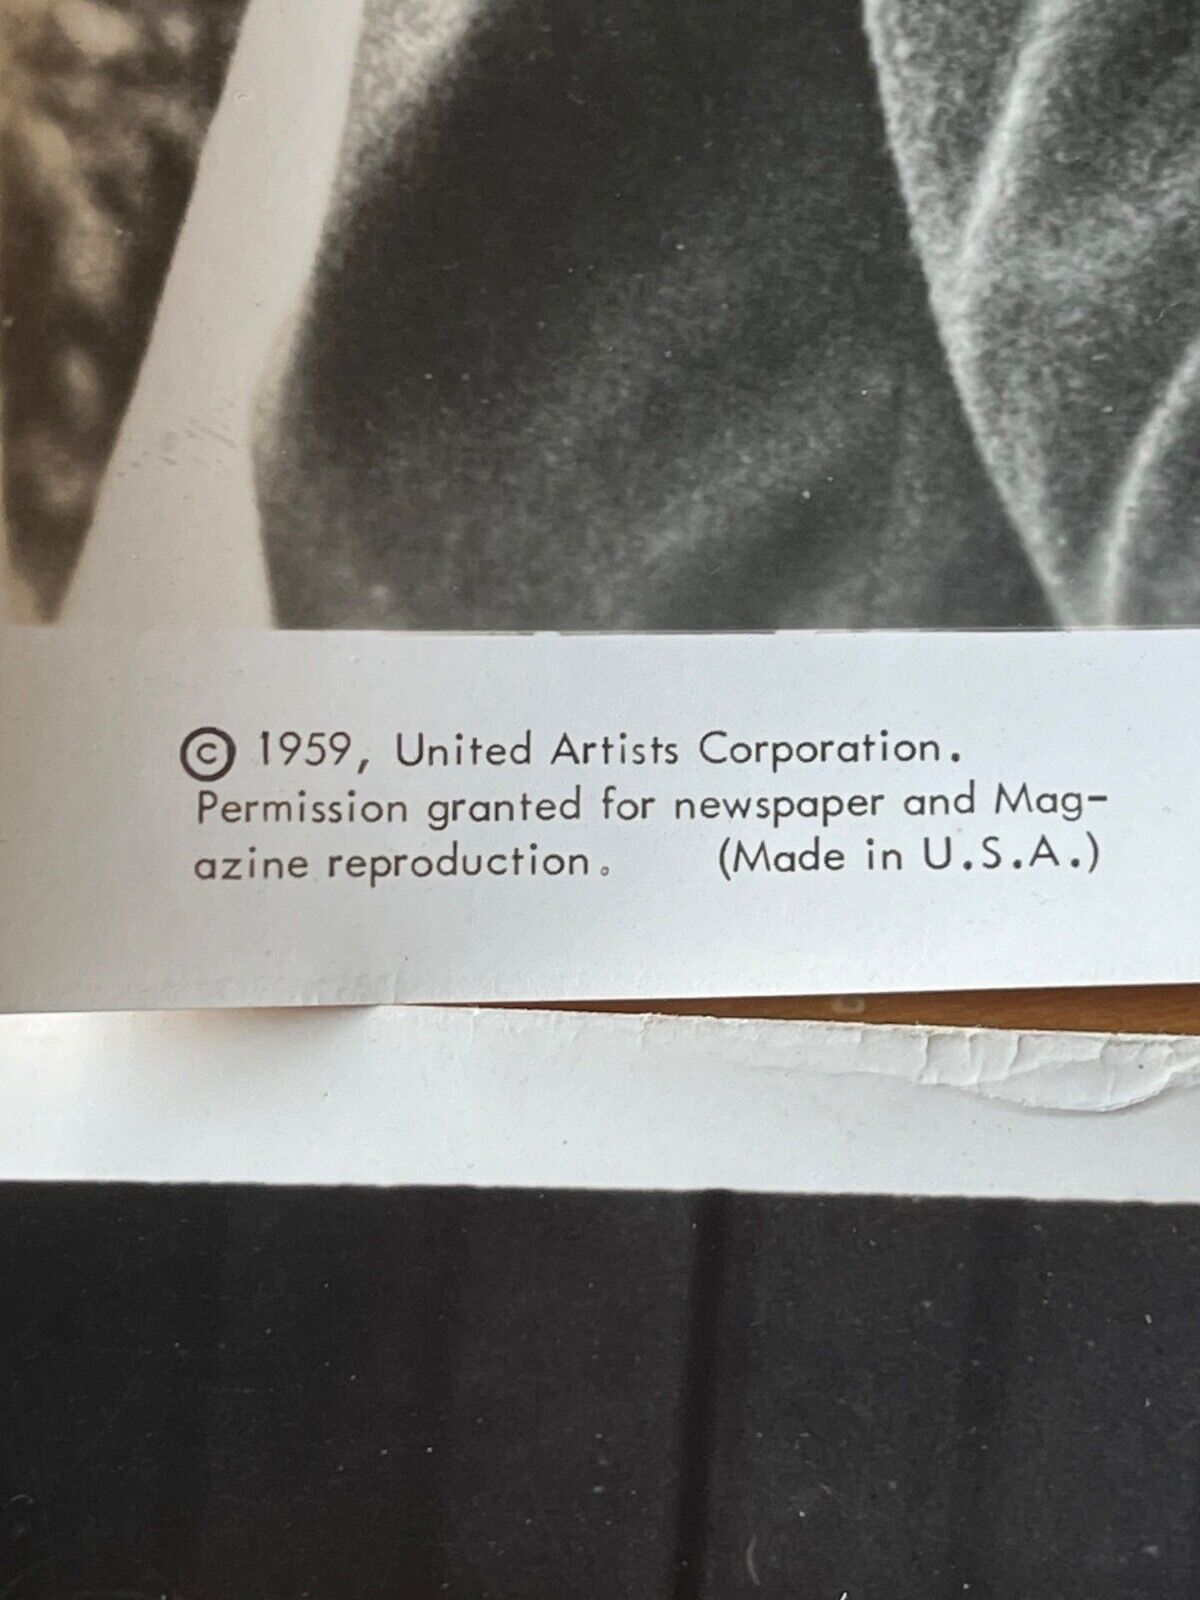 © 1959, United Artists Corporation.
Permission granted for newspaper and Mag-
azine reproduction. (Made in U.S.A.)